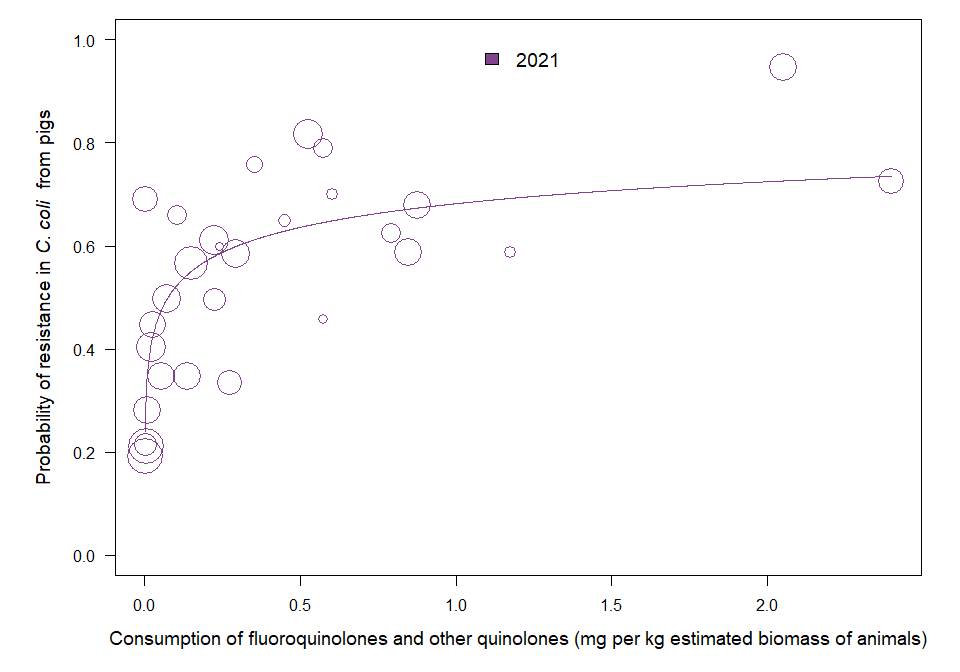 2021
Probability of resistance in C. coli from pigs
1.0
0.8
0.6
0.4
0.2
0.0
0.0 0.5 1.0 1.5 2.0
Consumption of fluoroquinolones and other quinolones (mg per kg estimated biomass of animals)